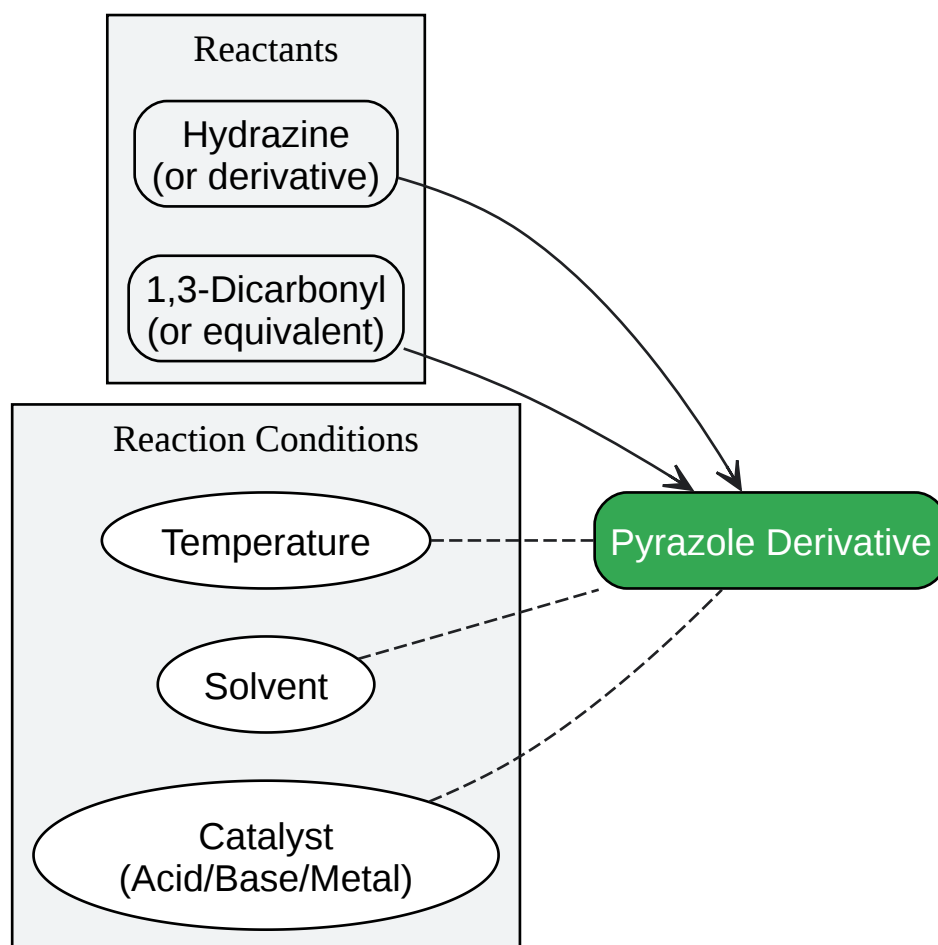 Reactants
Hydrazine
(or derivative)
1,3-Dicarbonyl
(or equivalent)
Reaction Conditions
Temperature
Pyrazole Derivative
Solvent
Catalyst
(Acid/Base/Metal)